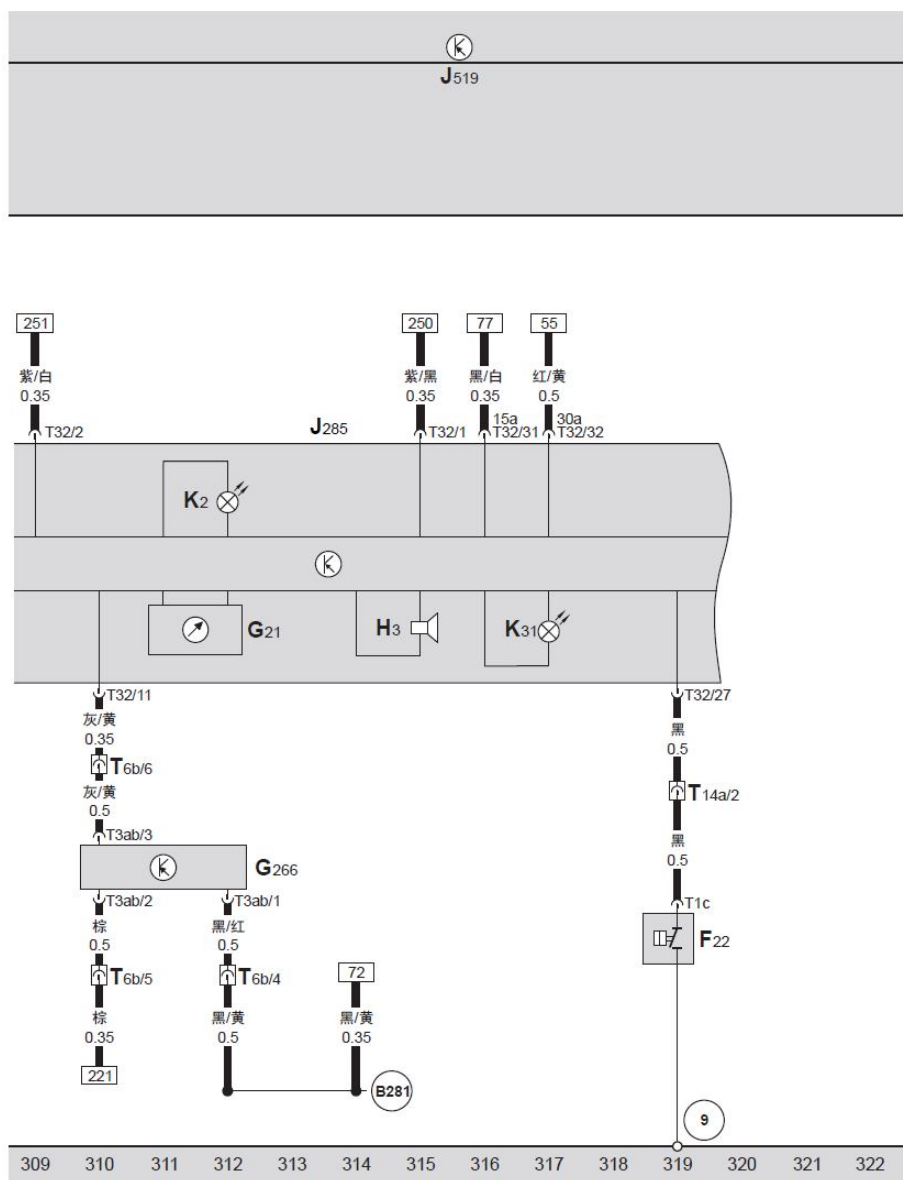 J519
251 250 77 55
紫/白 紫/黑 黑/白 红/黄
0.35 0.35 0.35 0.5
T32/2 J285 T32/1 15a T32/31 30a T32/32
K2
G21 H3 K31
T32/11 T32/27
灰/黄 黑
0.35 0.5
T6b/6 T14a/2
灰/黄 黑
0.5 0.5
T3ab/3
G266
T3ab/2 T3ab/1 T1c
棕 黑/红 F22
0.5 0.5
T6b/5 T6b/4 72
棕 黑/黄 黑/黄
0.35 0.5 0.35
221 B281
9
309 310 311 312 313 314 315 316 317 318 319 320 321 322